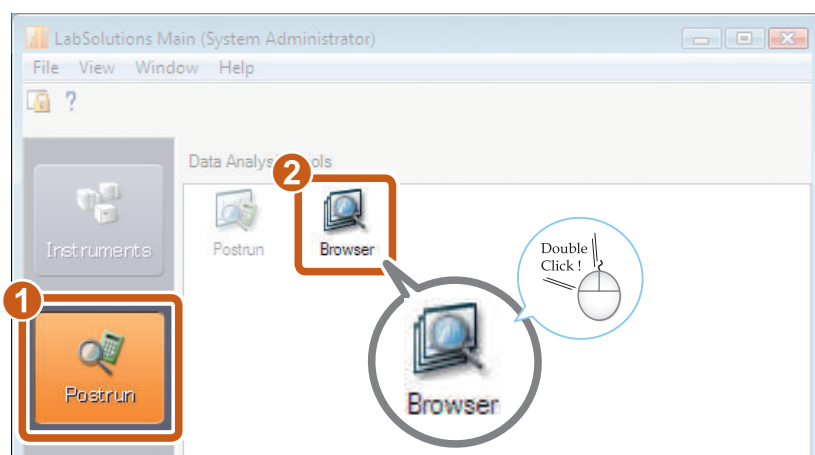 LabSolutions Main (System Administrator)
File View Window Help
?
Data Analysis Tools
2
Instruments
Postrun
Browser
Double
Click !
1
Postrun
Browser